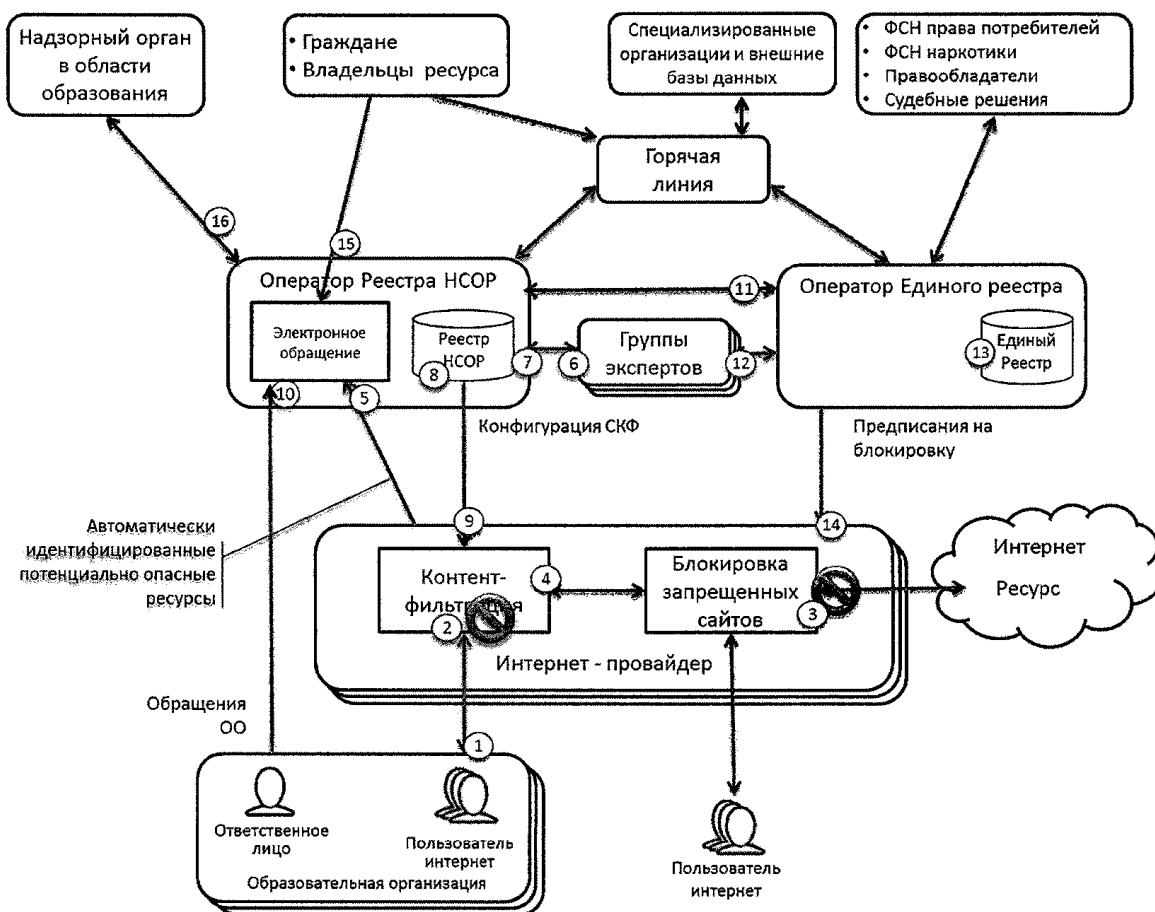 Надзорный орган
в области
образования
• Граждане
• Владельцы ресурса
Специализированные
организации и внешние
базы данных
• ФСН права потребителей
• ФСН наркотики
• Правообладатели
• Судебные решения
Горячая
линия
16
15
Оператор Реестра НСОР
11
Оператор Единого реестра
Электронное
обращение
Реестр
НСОР
8
7
6
Группы
экспертов
12
13
Единый
Реестр
10
5
Конфигурация СКФ
Предписания на
блокировку
Автоматически
идентифицированные
потенциально опасные
ресурсы
9
14
Контент-
фильтрация
2
4
Блокировка
запрещенных
сайтов
3
Интернет
Ресурс
Интернет - провайдер
Обращения
ОО
1
Ответственное
лицо
Пользователь
интернет
Образовательная организация
Пользователь
интернет